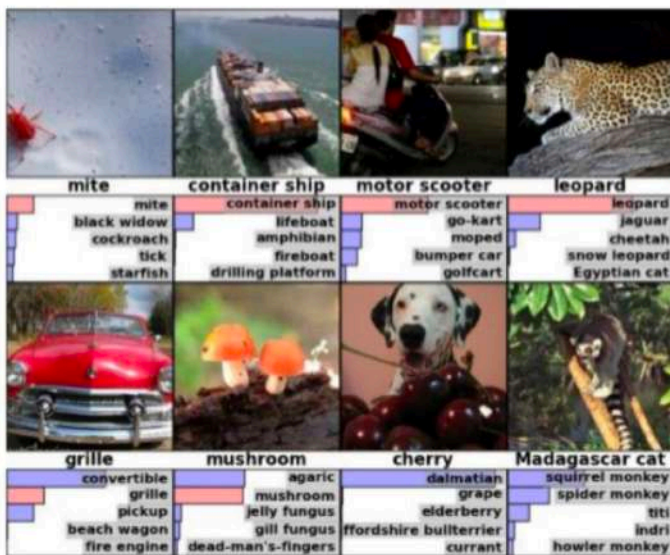 mite
container ship
motor scooter
leopard
mite
black widow
cockroach
tick
starfish
container ship
lifeboat
amphibian
fireboat
drilling platform
motor scooter
go-kart
moped
bumper car
golfcart
leopard
jaguar
cheetah
snow leopard
Egyptian cat
grille
mushroom
cherry
Madagascar cat
convertible
grille
pickup
beach wagon
fire engine
agaric
mushroom
jelly fungus
gill fungus
dead-man's-fingers
dalmatian
grape
elderberry
ffordshire bullterrier
currant
squirrel monkey
spider monkey
titi
indri
howler monkey